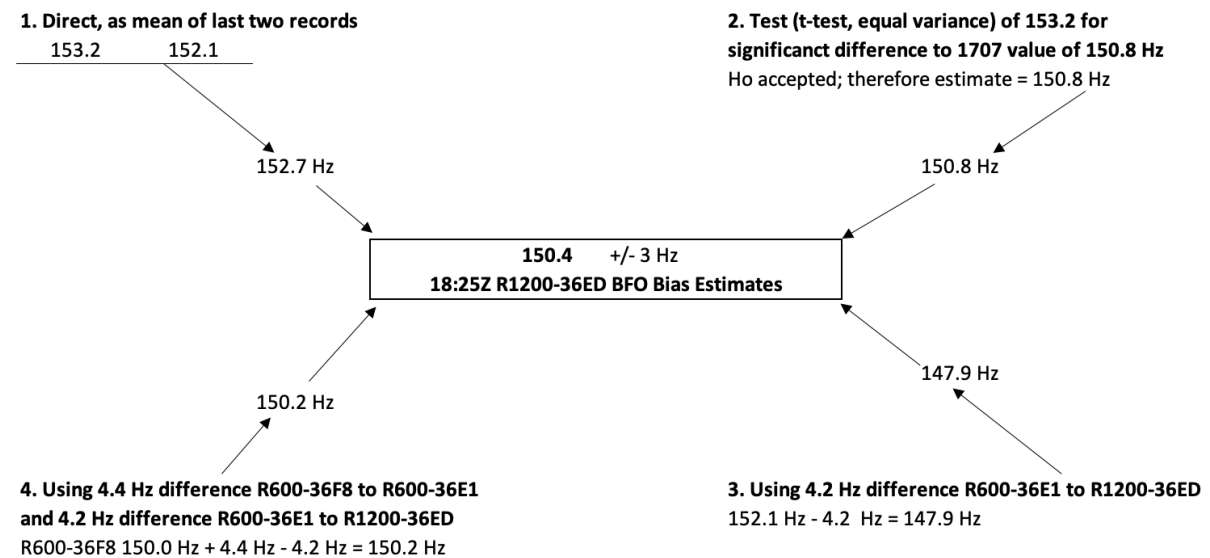 1. Direct, as mean of last two records
153.2 152.1
2. Test (t-test, equal variance) of 153.2 for
significanct difference to 1707 value of 150.8 Hz
Ho accepted; therefore estimate = 150.8 Hz
152.7 Hz
150.8 Hz
150.4 +/- 3 Hz
18:25Z R1200-36ED BFO Bias Estimates
150.2 Hz
147.9 Hz
4. Using 4.4 Hz difference R600-36F8 to R600-36E1
and 4.2 Hz difference R600-36E1 to R1200-36ED
R600-36F8 150.0 Hz + 4.4 Hz - 4.2 Hz = 150.2 Hz
3. Using 4.2 Hz difference R600-36E1 to R1200-36ED
152.1 Hz - 4.2 Hz = 147.9 Hz